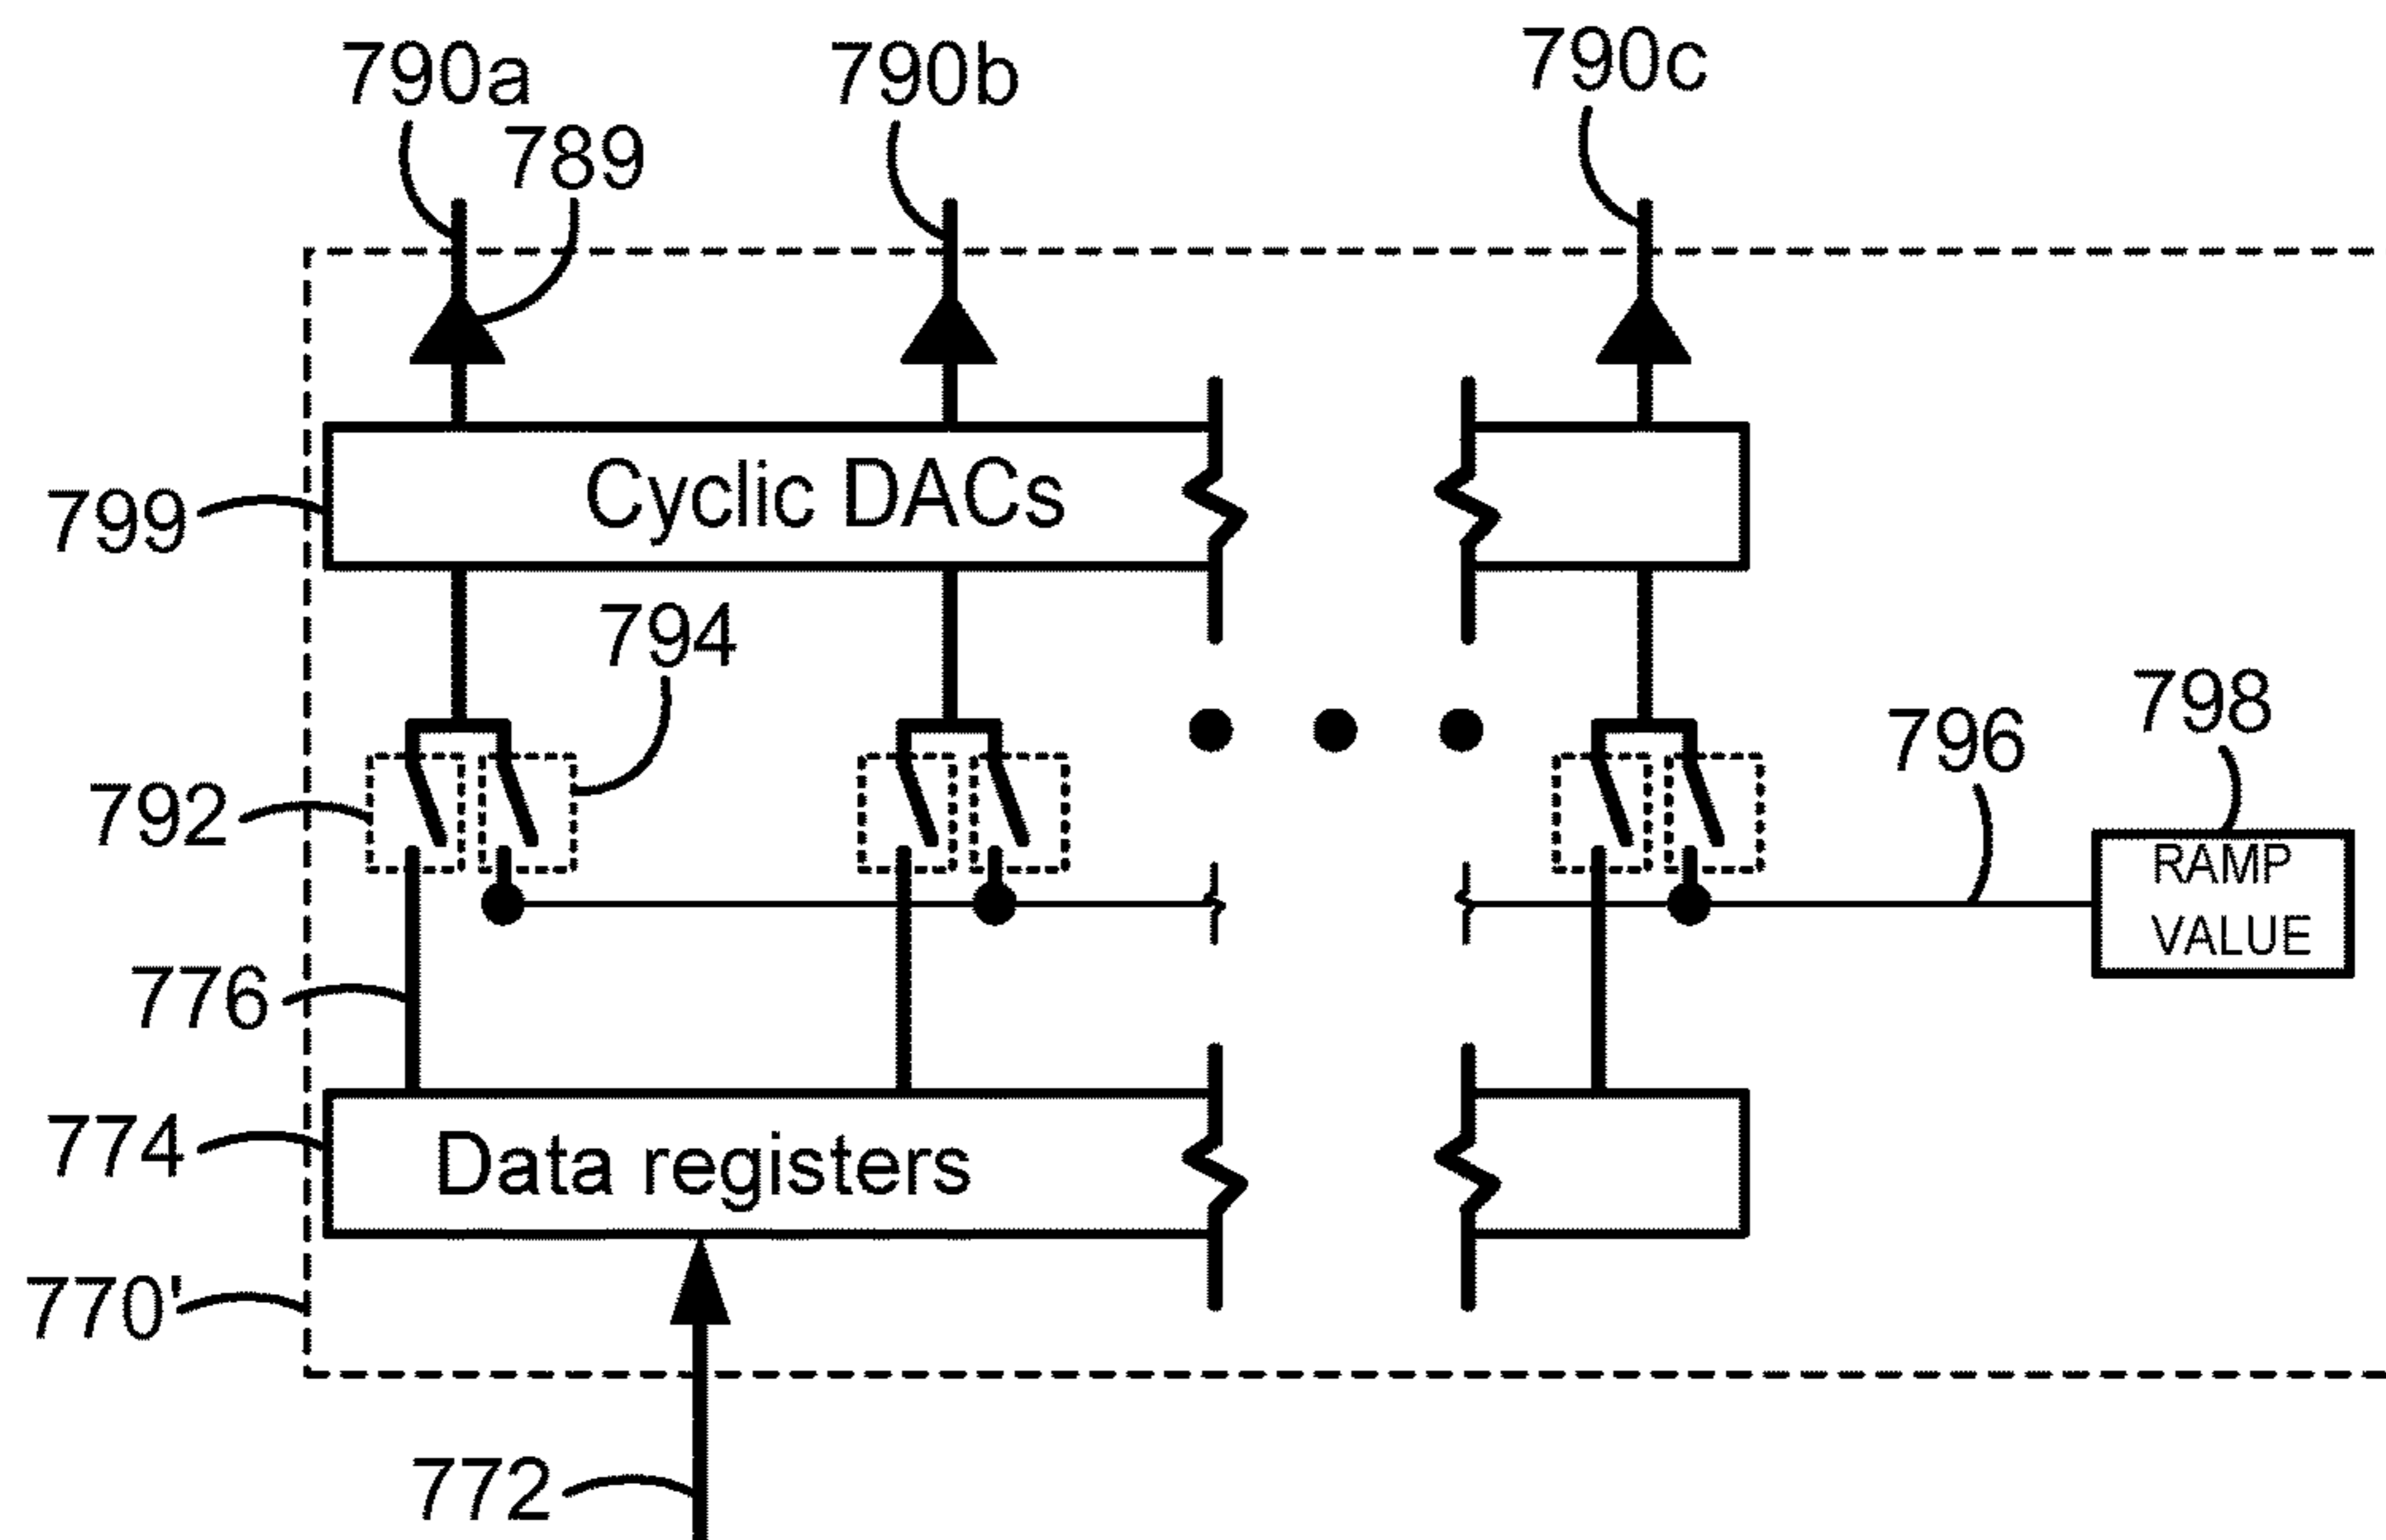 790a
790b
790c
789
Cyclic DACs
799
794
798
796
792
RAMP
VALUE
776
774
Data registers
770'
772